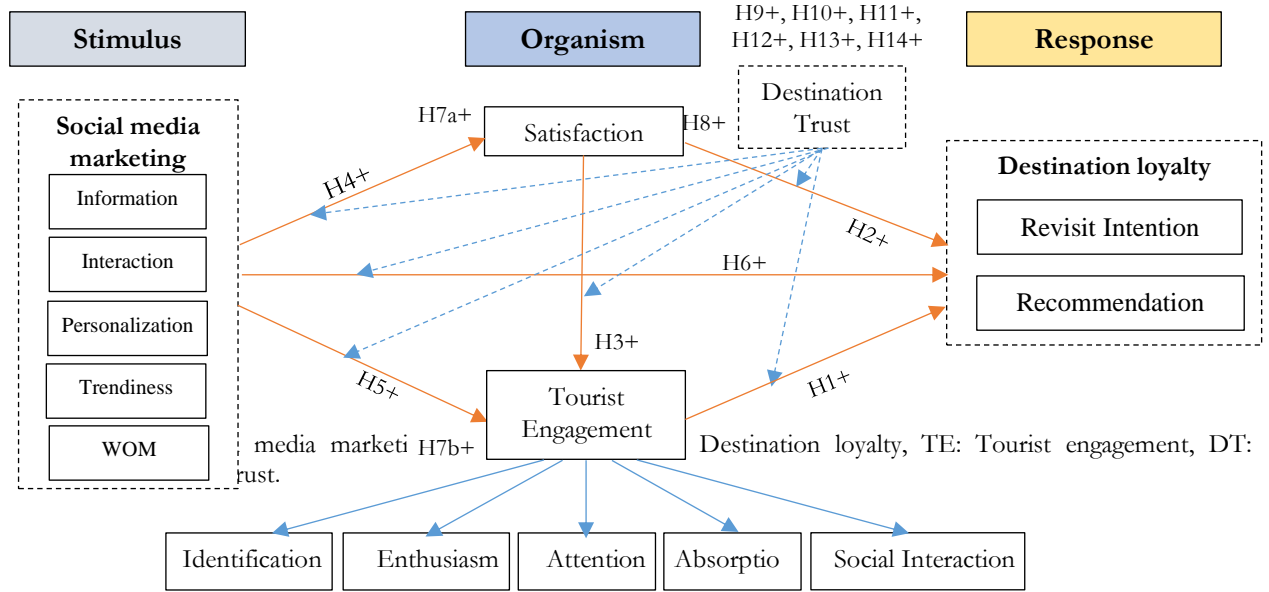 Stimulus
Organism
H9+, H10+, H11+,
H12+, H13+, H14+
Response
Social media
marketing
Information
Interaction
Personalization
Trendiness
WOM
H7a+
Satisfaction
H8+
Destination
Trust
Destination loyalty
Revisit Intention
Recommendation
H4+
H2+
H6+
H3+
H5+
H1+
Tourist
Engagement
media marketi
H7b+
Destination loyalty, TE: Tourist engagement, DT:
rust.
Identification
Enthusiasm
Attention
Absorptio
Social Interaction